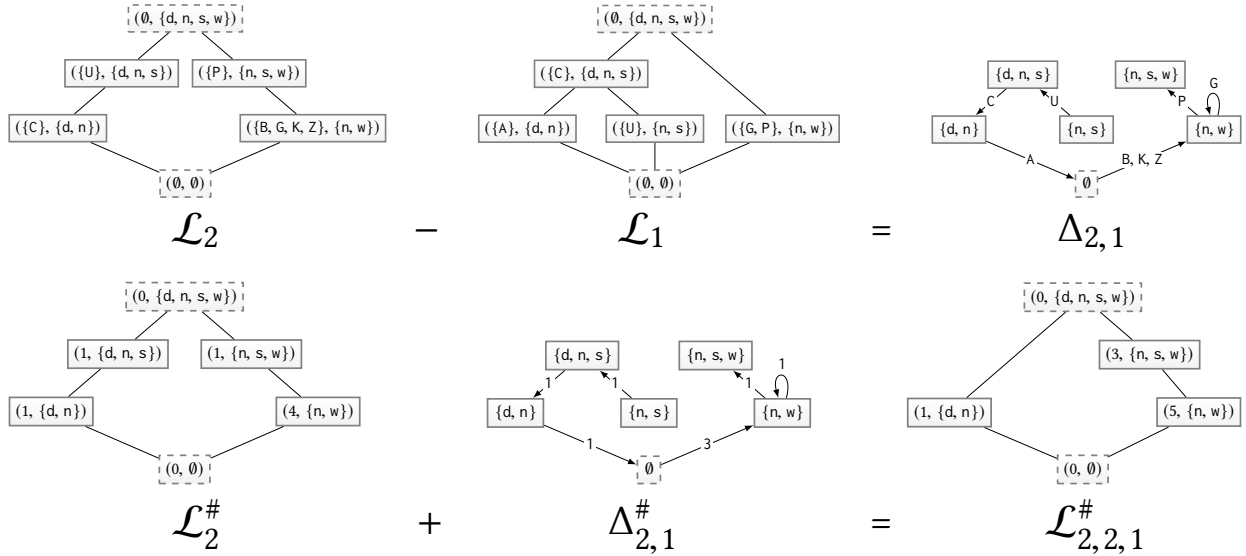 (∅, {d, n, s, w})
({U}, {d, n, s}) ({P}, {n, s, w})
({C}, {d, n}) ({B, G, K, Z}, {n, w})
(∅, ∅)
ℒ2
−
(∅, {d, n, s, w})
({C}, {d, n, s})
({A}, {d, n}) ({U}, {n, s}) ({G, P}, {n, w})
(∅, ∅)
ℒ1
=
{d, n, s} {n, s, w} G
C U P
{d, n} {n, s} {n, w}
A B, K, Z
∅
Δ2, 1
(0, {d, n, s, w})
(1, {d, n, s}) (1, {n, s, w})
(1, {d, n}) (4, {n, w})
(0, ∅)
ℒ#2
+
{d, n, s} {n, s, w} 1
1 1 1
{d, n} {n, s} {n, w}
1 3
∅
Δ#2, 1
=
(0, {d, n, s, w})
(3, {n, s, w})
(1, {d, n}) (5, {n, w})
(0, ∅)
ℒ#2, 2, 1